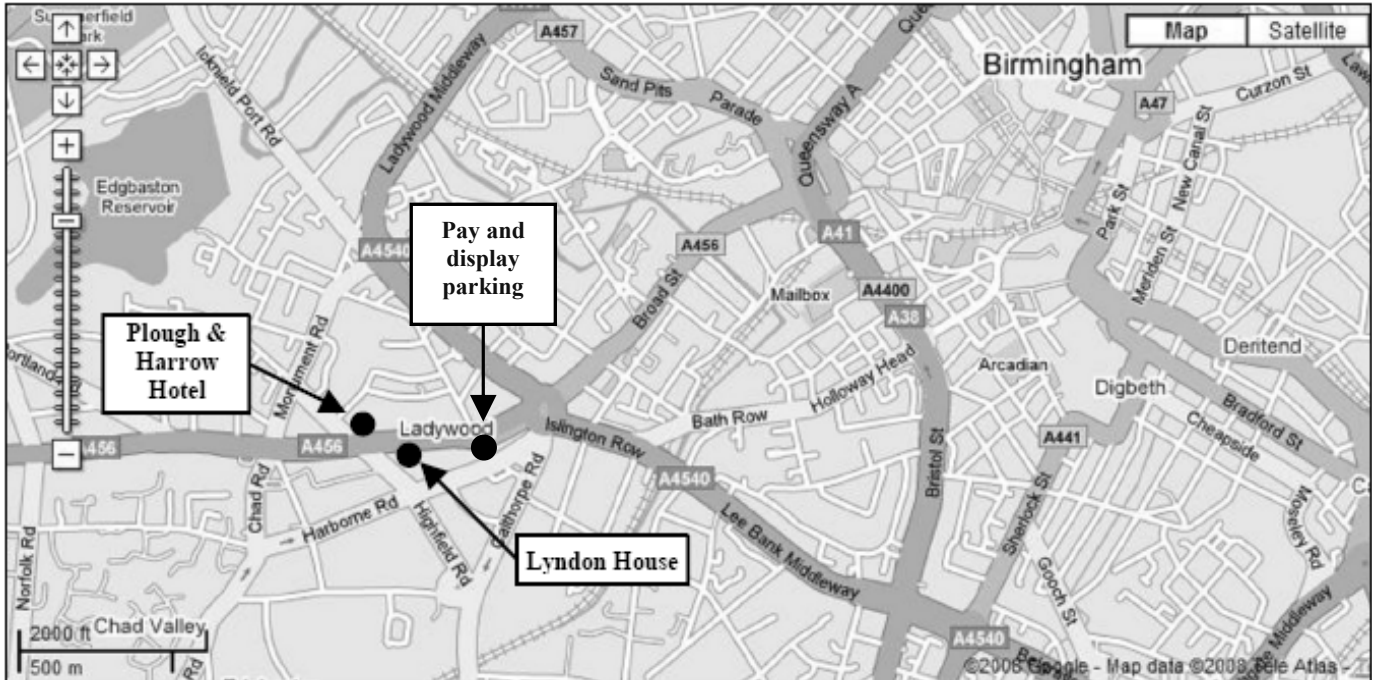 Summerfield
Park
Map
Satellite
A457
Icknield Port Rd
Ladywood Middleway
Sand Pits
Parade
Queensway A
Birmingham
A47
Curzon St
New Canal St
Park St
Meriden St
Edgbaston
Reservoir
A4540
Pay and
display
parking
A456
Broad St
A41
Mailbox
A4400
A38
Plough &
Harrow
Hotel
Monument Rd
Deritend
Arcadian
Digbeth
Holloway Head
Bath Row
Bradford St
Cheapside
A456
A456
Ladywood
Islington Row
A441
A4540
Bristol St
Sherlock St
Moseley Rd
Chad Rd
Harborne Rd
Highfield Rd
Calthorpe Rd
Lyndon House
Lee Bank Middleway
Gooch St
Norfolk Rd
Chad Valley
2000 ft
500 m
Rd
A4540
Middleway
©2008 Google - Map data ©2008 Tele Atlas -